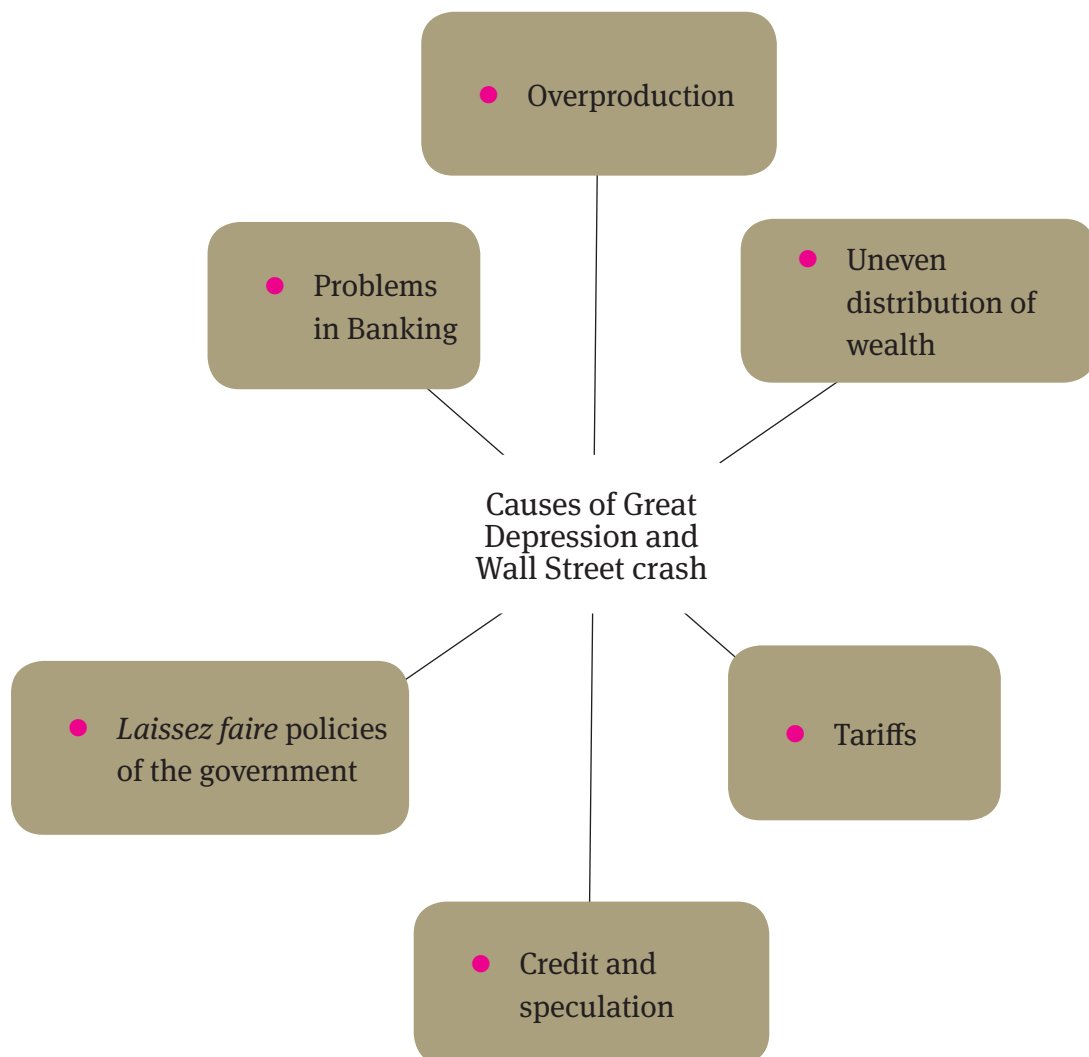 Overproduction
Problems
in Banking
Uneven
distribution of
wealth
Causes of Great
Depression and
Wall Street crash
Laissez faire policies
of the government
Tariffs
Credit and
speculation